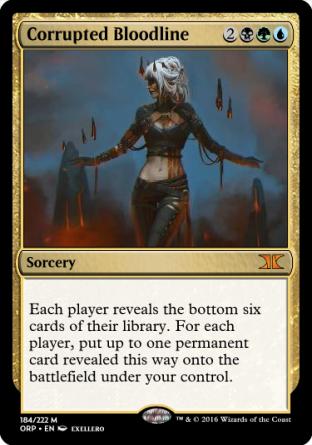 Corrupted Bloodline 2
Sorcery
Each player reveals the bottom six
cards of their library. For each
player, put up to one permanent
card revealed this way onto the
battlefield under your control.
184/222 M
ORP • EN EXELLERO
™ & © 2016 Wizards of the Coast